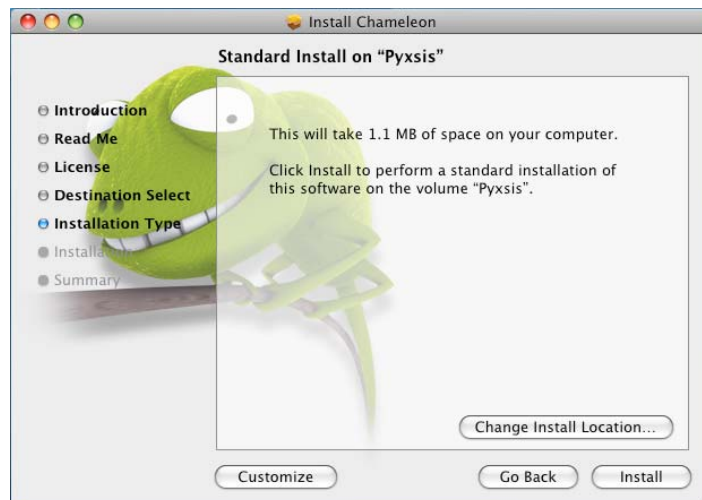 Install Chameleon
Standard Install on “Pyxsis”
Introduction
Read Me
License
Destination Select
Installation Type
Installation
Summary
This will take 1.1 MB of space on your computer.
Click Install to perform a standard installation of
this software on the volume “Pyxsis”.
Change Install Location...
Customize
Go Back
Install